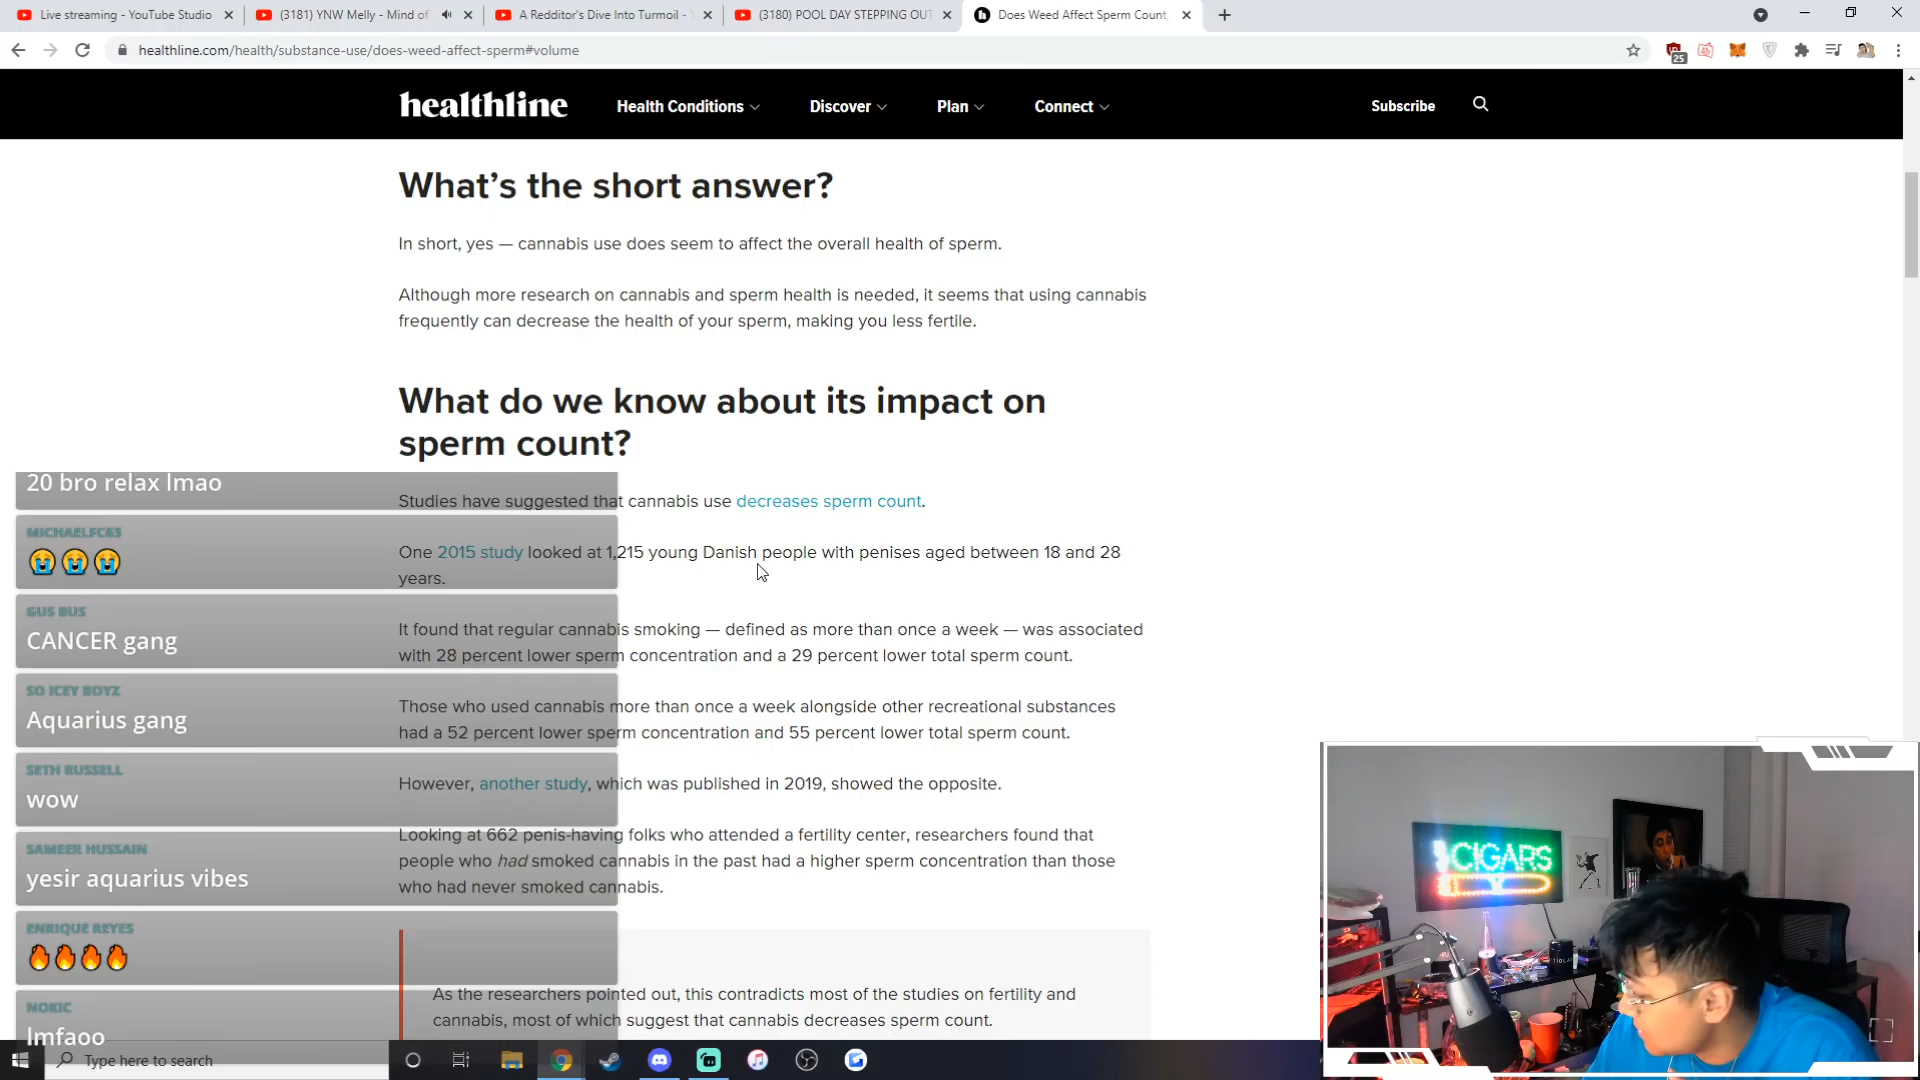 Live streaming - YouTube Studio
(3181) YNW Melly - Mind of
A Redditor's Dive Into Turmoil -
(3180) POOL DAY STEPPING OUT
Does Weed Affect Sperm Count,
healthline.com/health/substance-use/does-weed-affect-sperm#volume
25
healthline
Health Conditions
Discover
Plan
Connect
Subscribe
What's the short answer?
In short, yes — cannabis use does seem to affect the overall health of sperm.
Although more research on cannabis and sperm health is needed, it seems that using cannabis
frequently can decrease the health of your sperm, making you less fertile.
What do we know about its impact on
sperm count?
Studies have suggested that cannabis use decreases sperm count.
One 2015 study looked at 1,215 young Danish people with penises aged between 18 and 28
years.
It found that regular cannabis smoking — defined as more than once a week — was associated
with 28 percent lower sperm concentration and a 29 percent lower total sperm count.
Those who used cannabis more than once a week alongside other recreational substances
had a 52 percent lower sperm concentration and 55 percent lower total sperm count.
However, another study, which was published in 2019, showed the opposite.
Looking at 662 penis-having folks who attended a fertility center, researchers found that
people who had smoked cannabis in the past had a higher sperm concentration than those
who had never smoked cannabis.
As the researchers pointed out, this contradicts most of the studies on fertility and
cannabis, most of which suggest that cannabis decreases sperm count.
20 bro relax lmao
MICHAELFC63
😭😭😭
GUS BUS
CANCER gang
SO ICEY BOYZ
Aquarius gang
SETH RUSSELL
wow
SAMEER HUSSAIN
yesir aquarius vibes
ENRIQUE REYES
🔥🔥🔥🔥
NOKIC
lmfaoo
Type here to search
CIGARS